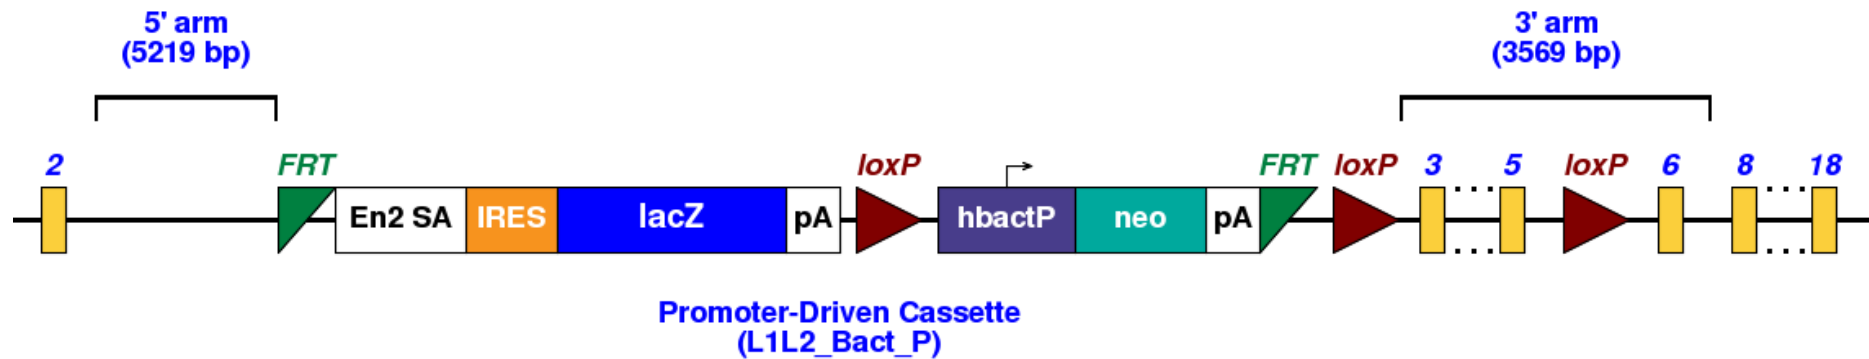 5' arm
(5219 bp)
3' arm
(3569 bp)
2 FRT loxP FRT loxP 3 5 loxP 6 8 18
En2 SA IRES lacZ pA hbactP neo pA
Promoter-Driven Cassette
(L1L2_Bact_P)